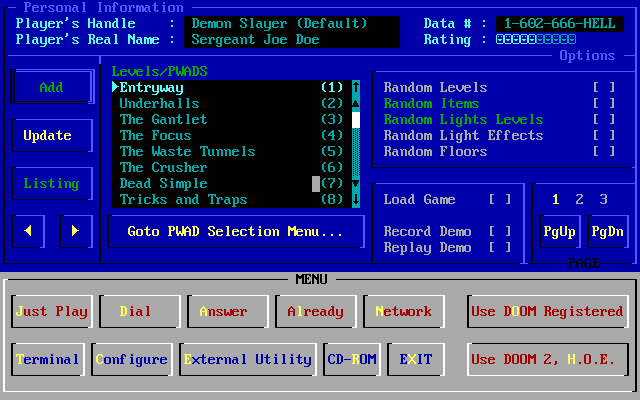 Personal Information
Player's Handle : Demon Slayer (Default) Data # : 1-602-666-HELL
Player's Real Name : Sergeant Joe Doe Rating : 0000000000
Options
Levels/PWADS
Add
►Entryway (1) ↑
Underhalls (2) ▲
The Gantlet (3)
The Focus (4)
The Waste Tunnels (5)
The Crusher (6)
Dead Simple (7) ▼
Tricks and Traps (8) ↓
Random Levels [ ]
Random Items [ ]
Random Lights Levels [ ]
Random Light Effects [ ]
Random Floors [ ]
Update
Listing
◄ ►
Goto PWAD Selection Menu...
Load Game [ ]
Record Demo [ ]
Replay Demo [ ]
1 2 3
PgUp PgDn
PAGE
MENU
Just Play Dial Answer Already Network Use DOOM Registered
Terminal Configure External Utility CD-ROM EXIT Use DOOM 2, H.O.E.